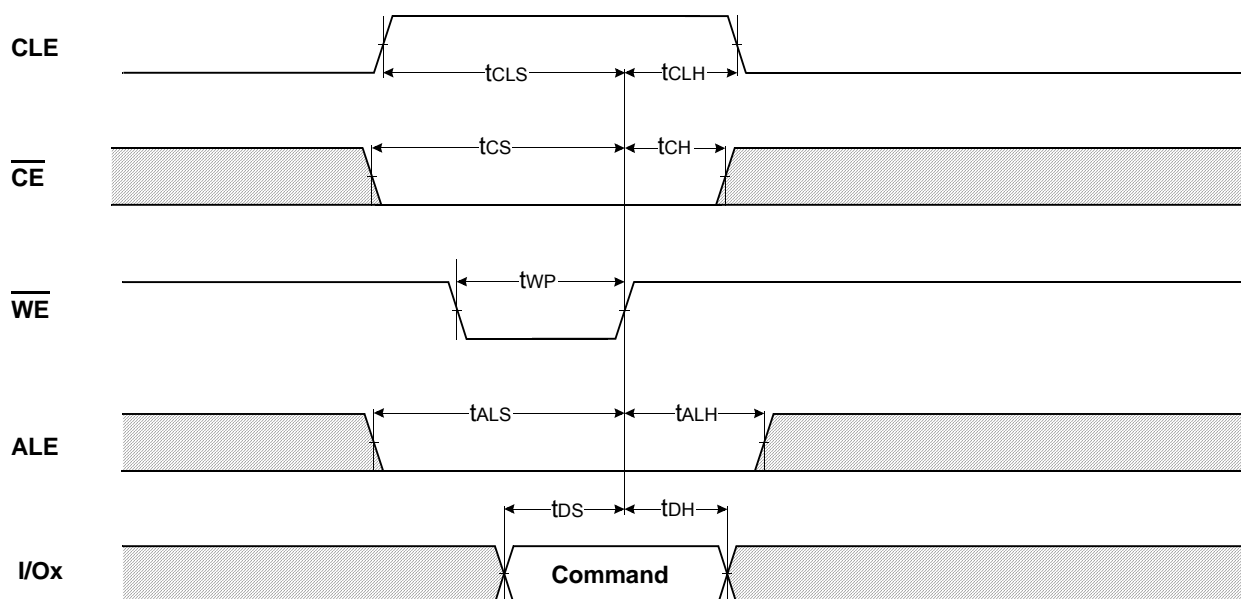 CLE
tCLS
tCLH
CE
tCS
tCH
WE
tWP
ALE
tALS
tALH
I/Ox
tDS
tDH
Command